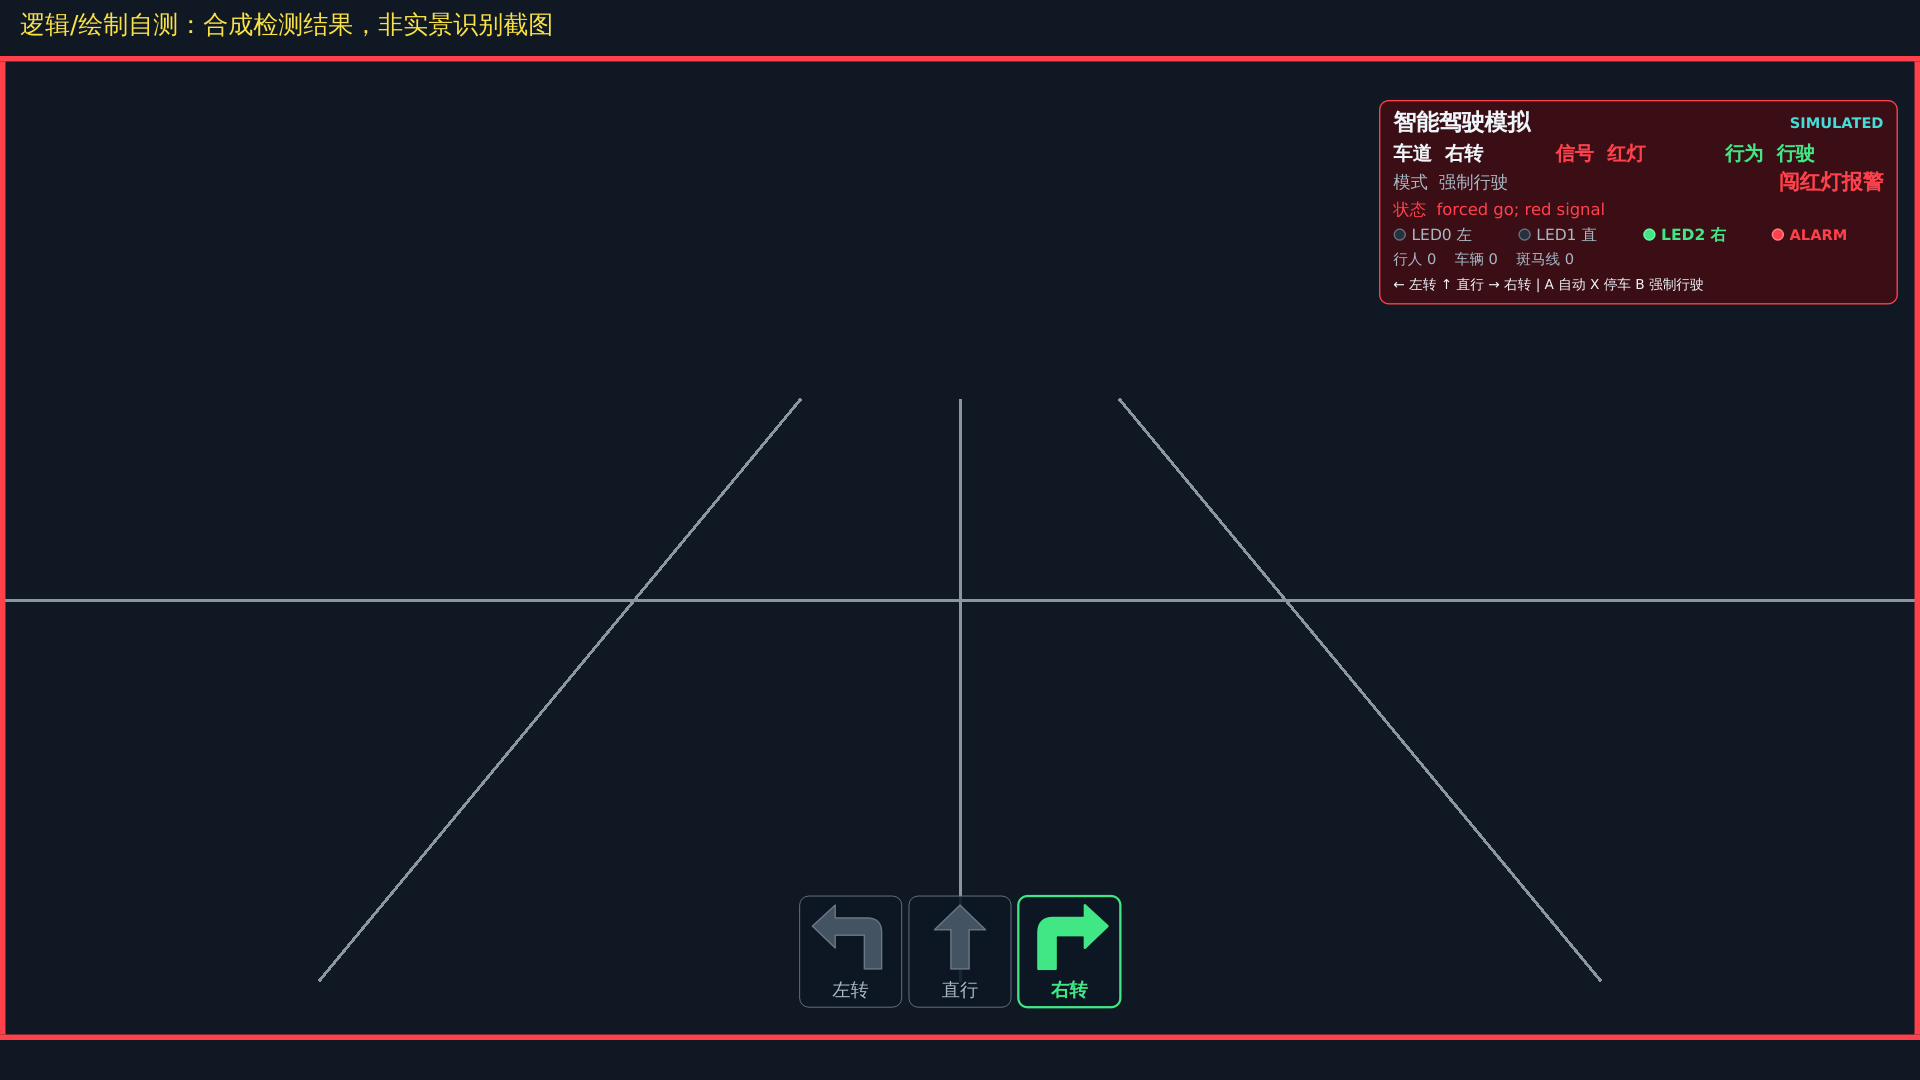 逻辑/绘制自测：合成检测结果，非实景识别截图
智能驾驶模拟 SIMULATED
车道 右转 信号 红灯 行为 行驶
模式 强制行驶 闯红灯报警
状态 forced go; red signal
LED0 左 LED1 直 LED2 右 ALARM
行人 0 车辆 0 斑马线 0
← 左转 ↑ 直行 → 右转 | A 自动 X 停车 B 强制行驶
左转 直行 右转